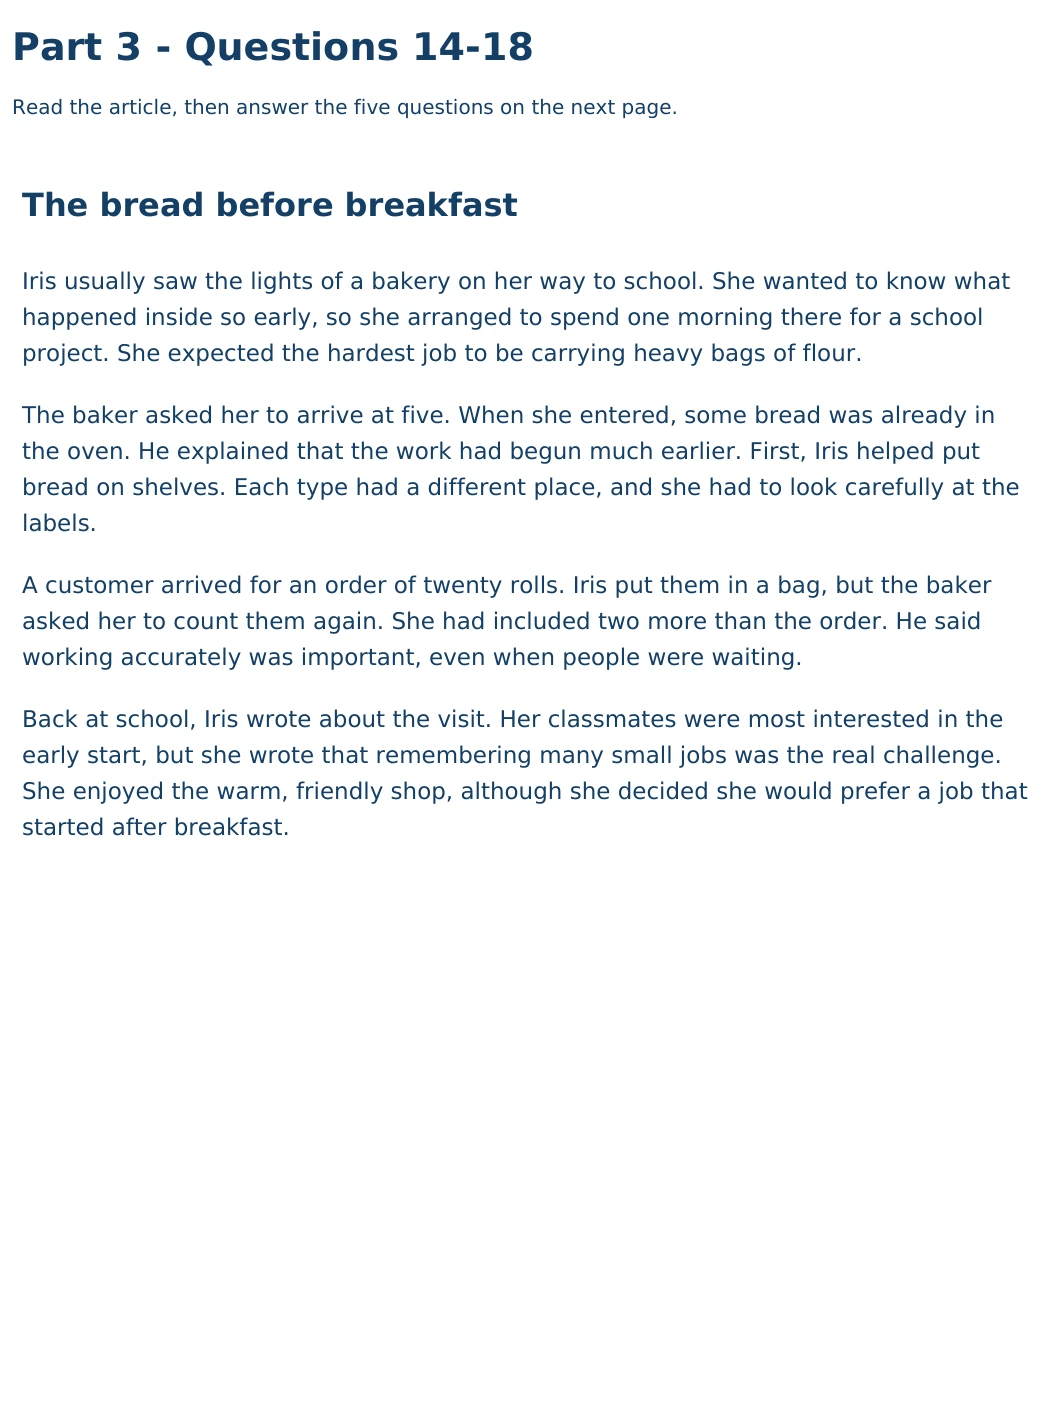 Part 3 - Questions 14-18
Read the article, then answer the five questions on the next page.
The bread before breakfast
Iris usually saw the lights of a bakery on her way to school. She wanted to know what
happened inside so early, so she arranged to spend one morning there for a school
project. She expected the hardest job to be carrying heavy bags of flour.
The baker asked her to arrive at five. When she entered, some bread was already in
the oven. He explained that the work had begun much earlier. First, Iris helped put
bread on shelves. Each type had a different place, and she had to look carefully at the
labels.
A customer arrived for an order of twenty rolls. Iris put them in a bag, but the baker
asked her to count them again. She had included two more than the order. He said
working accurately was important, even when people were waiting.
Back at school, Iris wrote about the visit. Her classmates were most interested in the
early start, but she wrote that remembering many small jobs was the real challenge.
She enjoyed the warm, friendly shop, although she decided she would prefer a job that
started after breakfast.